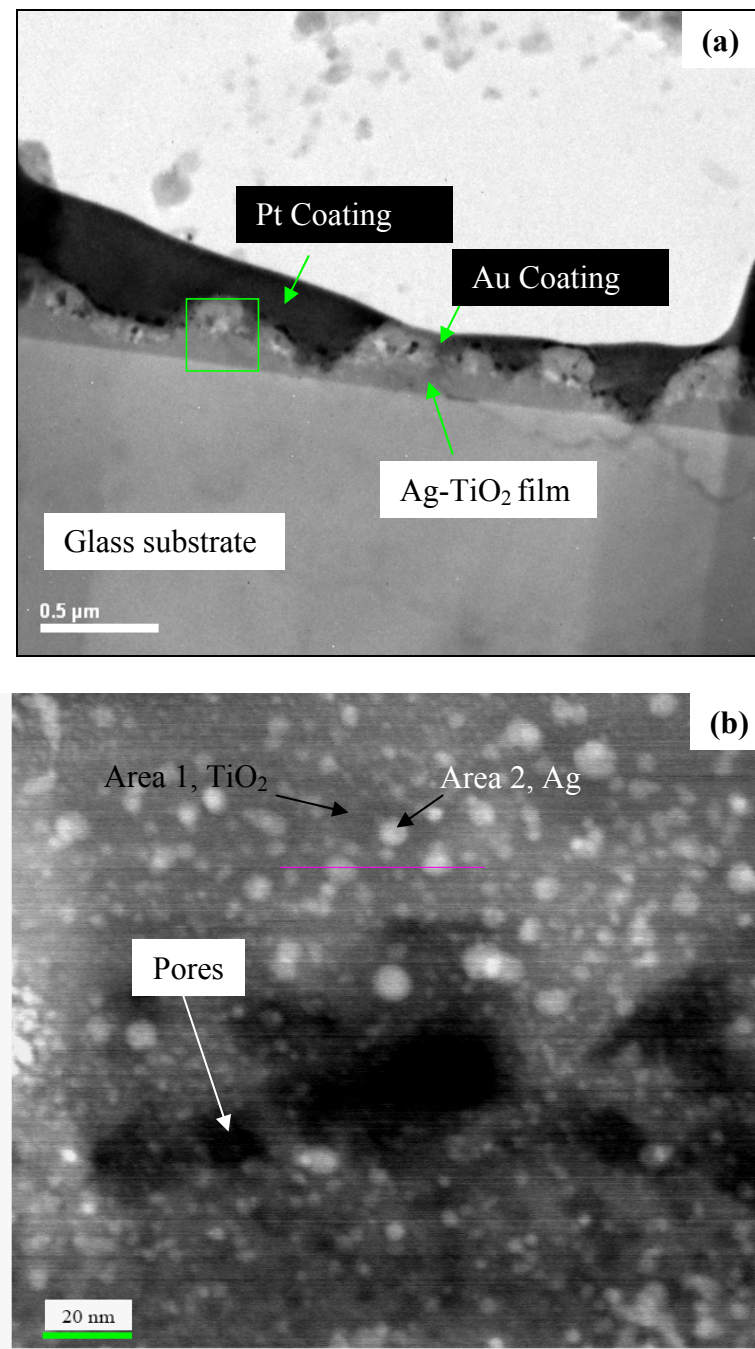 (a)
Pt Coating
Au Coating
Ag-TiO₂ film
Glass substrate
0.5 µm
(b)
Area 1, TiO₂
Area 2, Ag
Pores
20 nm